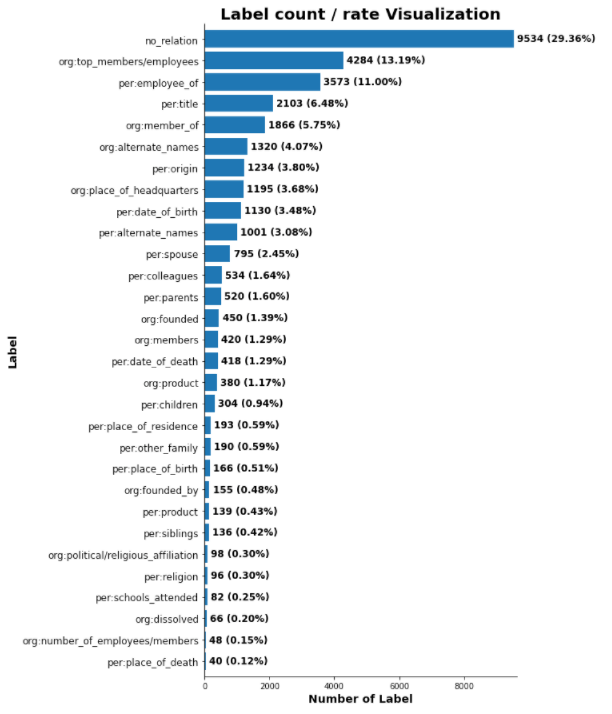 Label count / rate Visualization
no_relation 9534 (29.36%)
org:top_members/employees 4284 (13.19%)
per:employee_of 3573 (11.00%)
per:title 2103 (6.48%)
org:member_of 1866 (5.75%)
org:alternate_names 1320 (4.07%)
per:origin 1234 (3.80%)
org:place_of_headquarters 1195 (3.68%)
per:date_of_birth 1130 (3.48%)
per:alternate_names 1001 (3.08%)
per:spouse 795 (2.45%)
per:colleagues 534 (1.64%)
per:parents 520 (1.60%)
org:founded 450 (1.39%)
org:members 420 (1.29%)
per:date_of_death 418 (1.29%)
org:product 380 (1.17%)
per:children 304 (0.94%)
per:place_of_residence 193 (0.59%)
per:other_family 190 (0.59%)
per:place_of_birth 166 (0.51%)
org:founded_by 155 (0.48%)
per:product 139 (0.43%)
per:siblings 136 (0.42%)
org:political/religious_affiliation 98 (0.30%)
per:religion 96 (0.30%)
per:schools_attended 82 (0.25%)
org:dissolved 66 (0.20%)
org:number_of_employees/members 48 (0.15%)
per:place_of_death 40 (0.12%)
Label
0 2000 4000 6000 8000
Number of Label